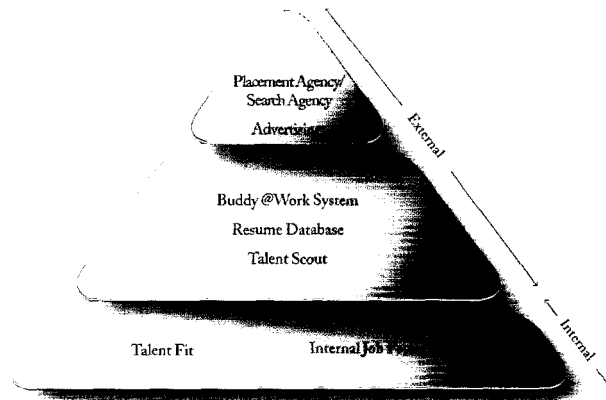 Placement Agency/
Search Agency
Advertising
External
Buddy @Work System
Resume Database
Talent Scout
Internal
Talent Fit
Internal Job